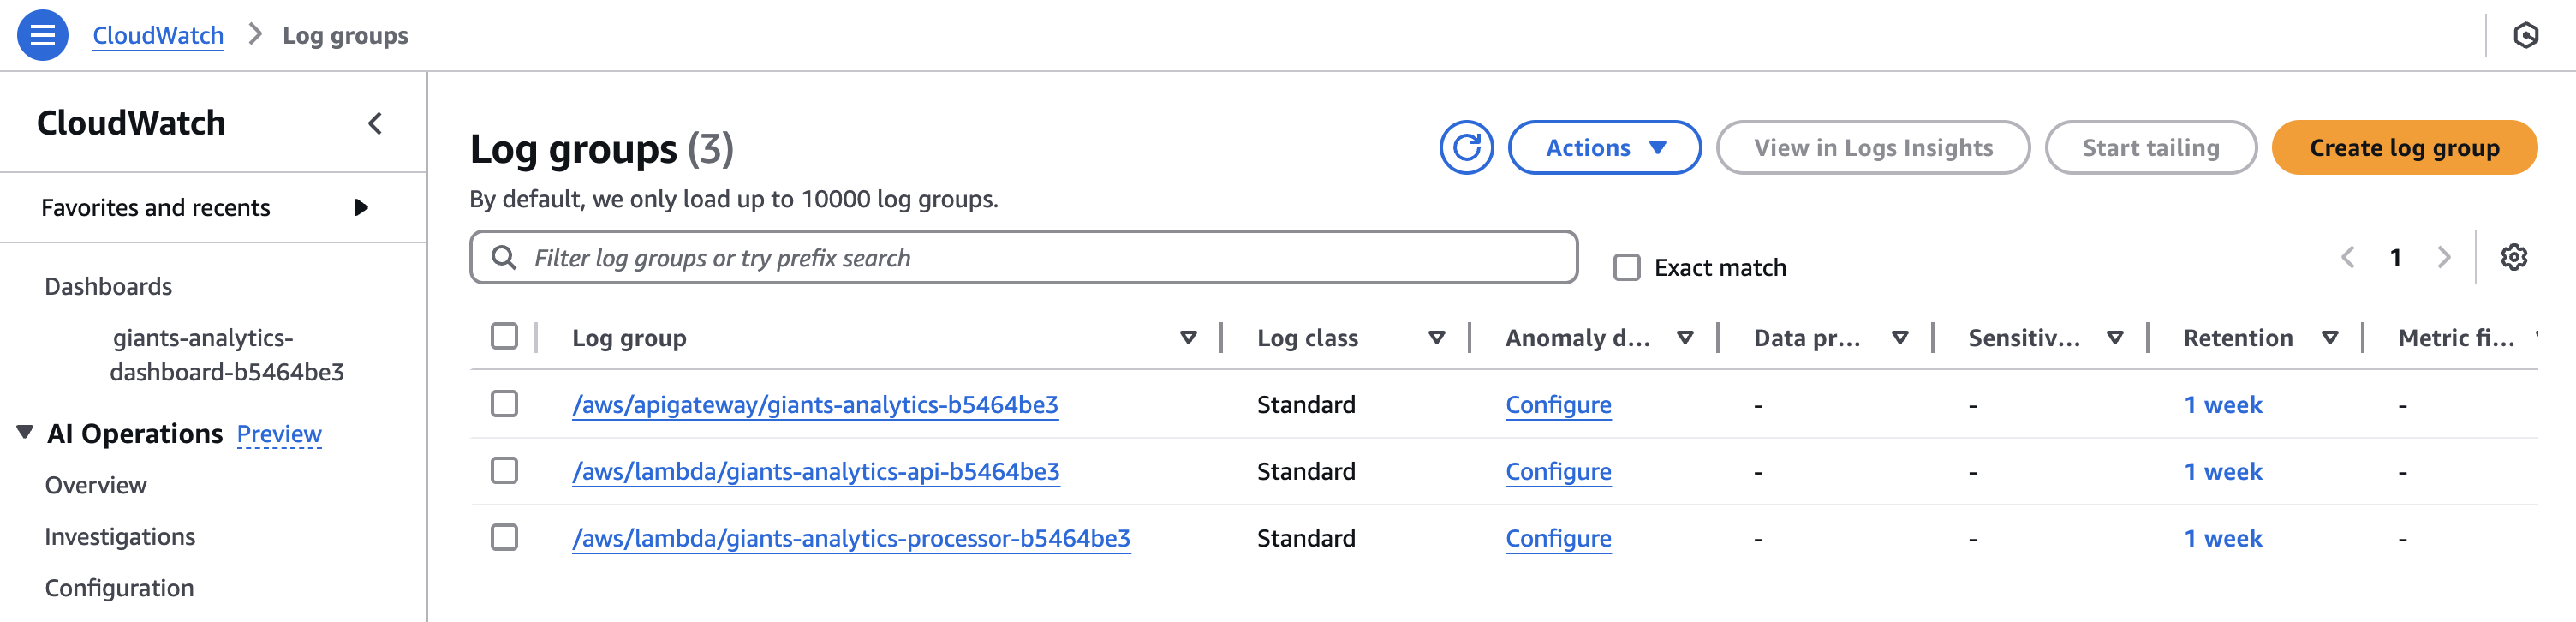 CloudWatch > Log groups
CloudWatch
Favorites and recents
Dashboards
giants-analytics-
dashboard-b5464be3
AI Operations Preview
Overview
Investigations
Configuration
Log groups (3)
Actions View in Logs Insights Start tailing Create log group
By default, we only load up to 10000 log groups.
Filter log groups or try prefix search Exact match 1
Log group Log class Anomaly d... Data pr... Sensitiv... Retention Metric fi...
/aws/apigateway/giants-analytics-b5464be3 Standard Configure - - 1 week -
/aws/lambda/giants-analytics-api-b5464be3 Standard Configure - - 1 week -
/aws/lambda/giants-analytics-processor-b5464be3 Standard Configure - - 1 week -